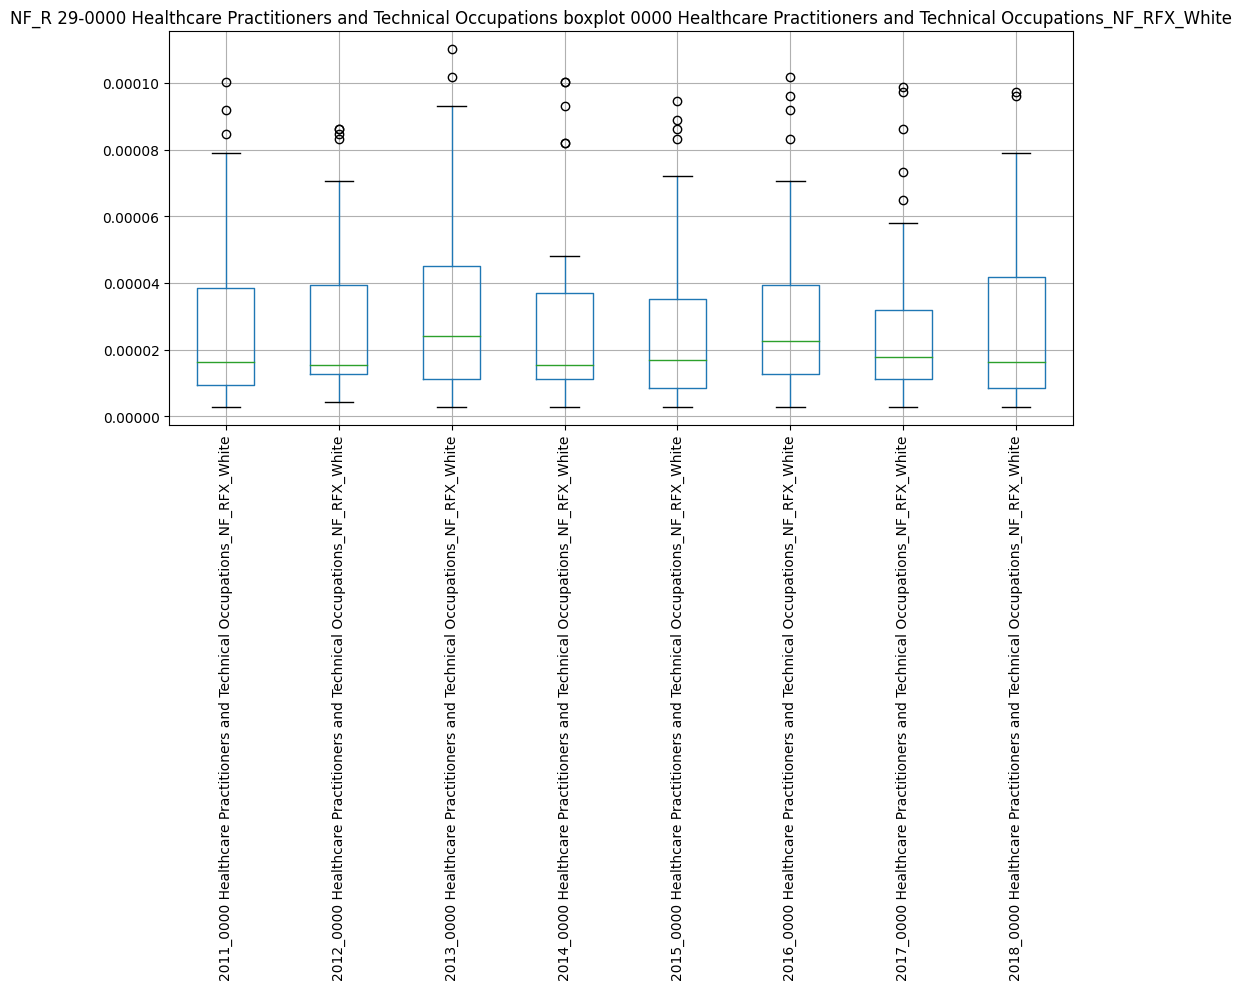 NF_R 29-0000 Healthcare Practitioners and Technical Occupations boxplot 0000 Healthcare Practitioners and Technical Occupations_NF_RFX_White
0.00010
0.00008
0.00006
0.00004
0.00002
0.00000
2011_0000 Healthcare Practitioners and Technical Occupations_NF_RFX_White
2012_0000 Healthcare Practitioners and Technical Occupations_NF_RFX_White
2013_0000 Healthcare Practitioners and Technical Occupations_NF_RFX_White
2014_0000 Healthcare Practitioners and Technical Occupations_NF_RFX_White
2015_0000 Healthcare Practitioners and Technical Occupations_NF_RFX_White
2016_0000 Healthcare Practitioners and Technical Occupations_NF_RFX_White
2017_0000 Healthcare Practitioners and Technical Occupations_NF_RFX_White
2018_0000 Healthcare Practitioners and Technical Occupations_NF_RFX_White